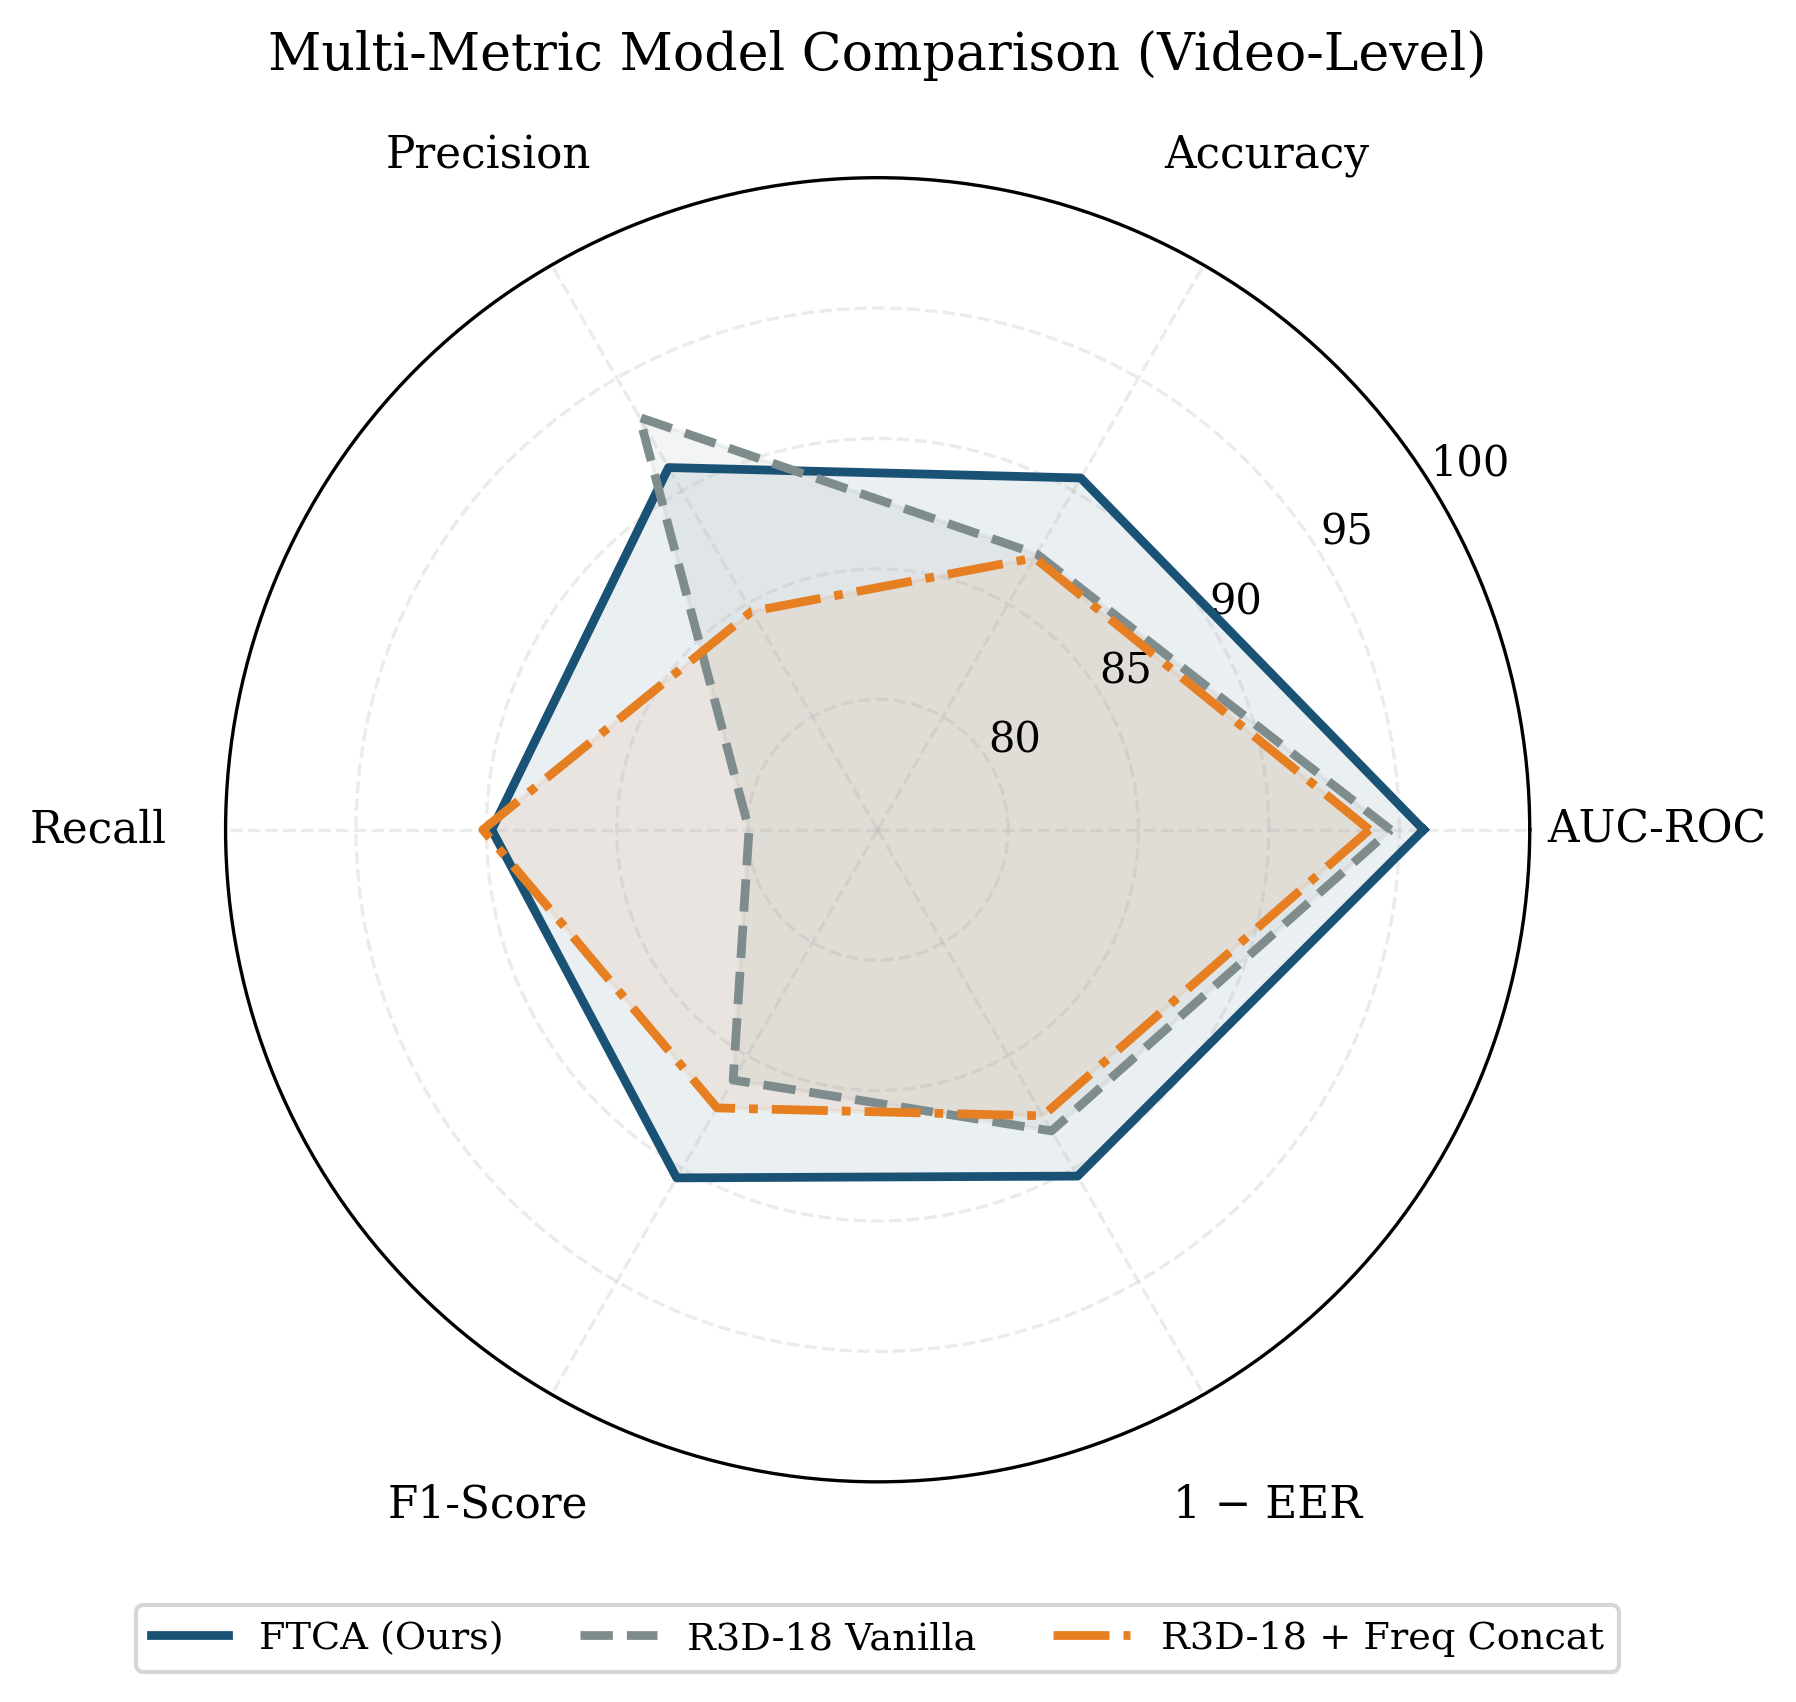 Multi-Metric Model Comparison (Video-Level)
Precision
Accuracy
100
95
90
85
80
Recall
AUC-ROC
F1-Score
1 − EER
FTCA (Ours)
R3D-18 Vanilla
R3D-18 + Freq Concat